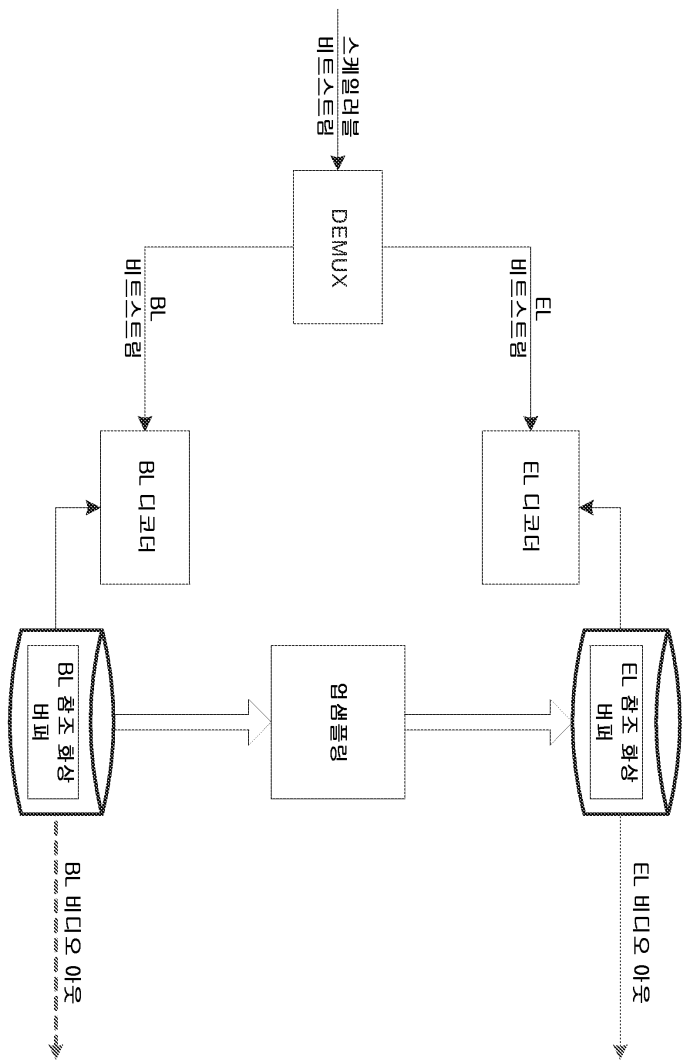 스케일러블
비트스트림
DEMUX
EL
비트스트림
BL
비트스트림
EL 디코더
BL 디코더
EL 참조 화상
버퍼
업샘플링
BL 참조 화상
버퍼
EL 비디오 아웃
BL 비디오 아웃